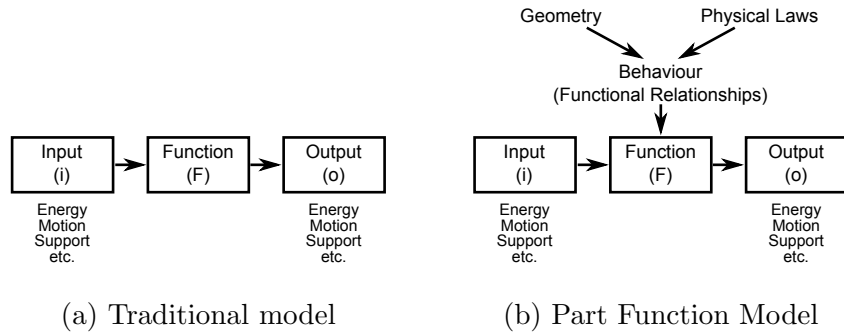 Input
(i)
Function
(F)
Output
(o)
Energy
Motion
Support
etc.
Energy
Motion
Support
etc.
(a) Traditional model
Geometry
Physical Laws
Behaviour
(Functional Relationships)
Input
(i)
Function
(F)
Output
(o)
Energy
Motion
Support
etc.
Energy
Motion
Support
etc.
(b) Part Function Model